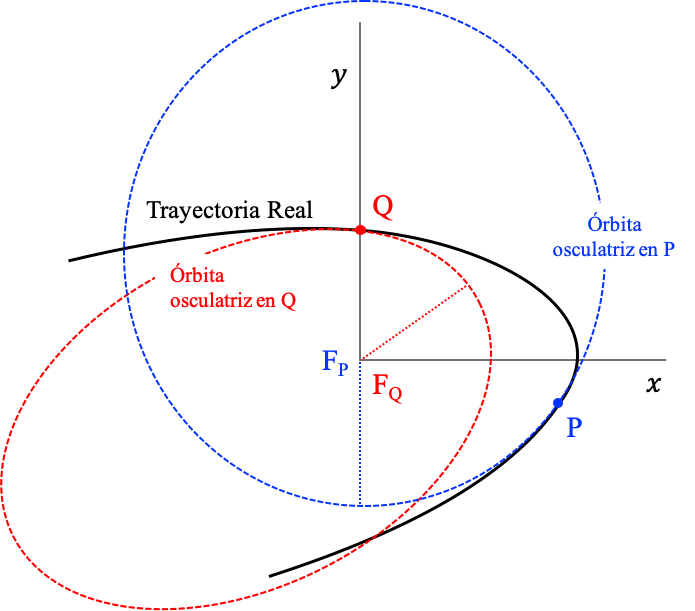 y
Q
Trayectoria Real
Órbita
osculatriz en P
Órbita
osculatriz en Q
F_P
F_Q
x
P